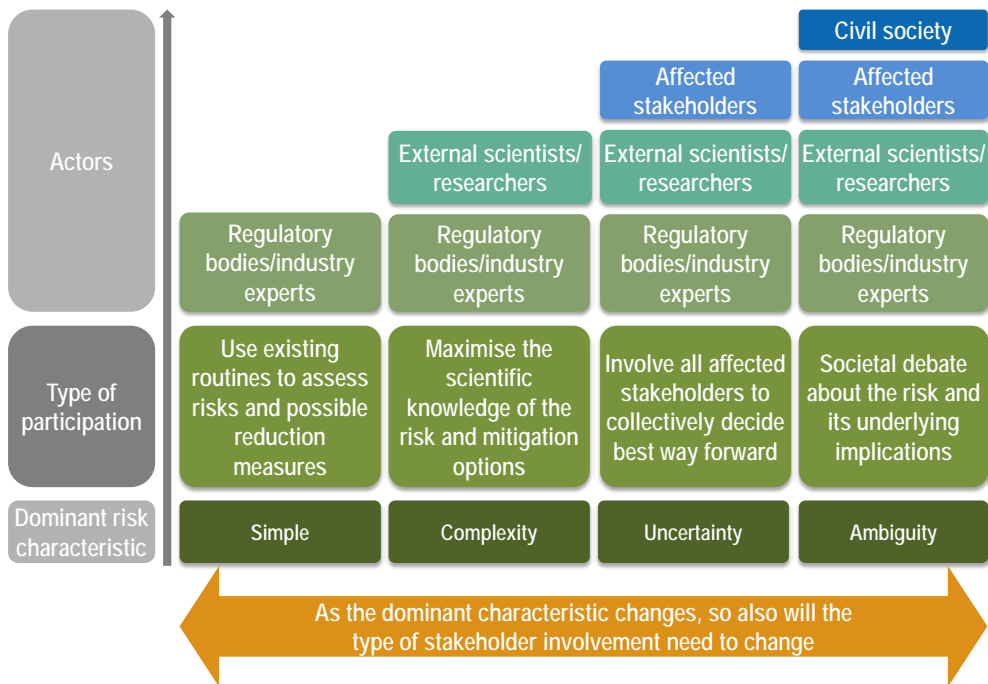 Civil society
Affected
stakeholders
Affected
stakeholders
Actors
External scientists/
researchers
External scientists/
researchers
External scientists/
researchers
Regulatory
bodies/industry
experts
Regulatory
bodies/industry
experts
Regulatory
bodies/industry
experts
Regulatory
bodies/industry
experts
Type of
participation
Use existing
routines to assess
risks and possible
reduction
measures
Maximise the
scientific
knowledge of the
risk and mitigation
options
Involve all affected
stakeholders to
collectively decide
best way forward
Societal debate
about the risk and
its underlying
implications
Dominant risk
characteristic
Simple
Complexity
Uncertainty
Ambiguity
As the dominant characteristic changes, so also will the
type of stakeholder involvement need to change